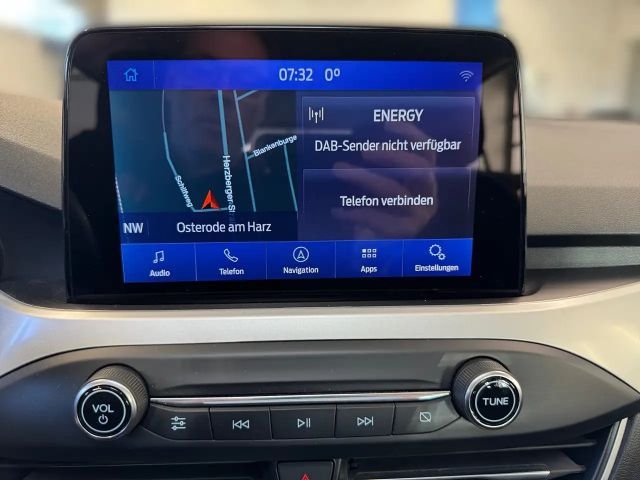 07:32 0°
ENERGY
DAB-Sender nicht verfügbar
Telefon verbinden
Blankenburge
Herzberger St
Schilfweg
NW
Osterode am Harz
Audio
Telefon
Navigation
Apps
Einstellungen
VOL
TUNE